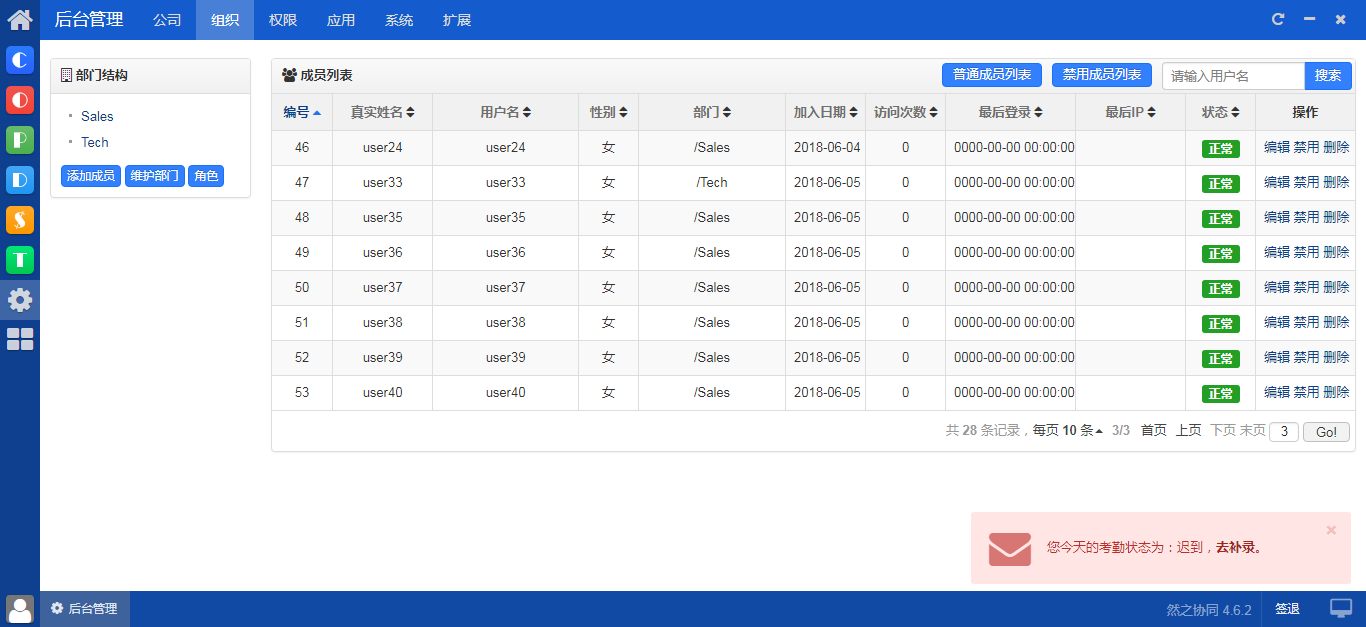 后台管理 公司 组织 权限 应用 系统 扩展
部门结构
Sales
Tech
添加成员 维护部门 角色
成员列表 普通成员列表 禁用成员列表 请输入用户名 搜索
编号 真实姓名 用户名 性别 部门 加入日期 访问次数 最后登录 最后IP 状态 操作
46 user24 user24 女 /Sales 2018-06-04 0 0000-00-00 00:00:00 正常 编辑 禁用 删除
47 user33 user33 女 /Tech 2018-06-05 0 0000-00-00 00:00:00 正常 编辑 禁用 删除
48 user35 user35 女 /Sales 2018-06-05 0 0000-00-00 00:00:00 正常 编辑 禁用 删除
49 user36 user36 女 /Sales 2018-06-05 0 0000-00-00 00:00:00 正常 编辑 禁用 删除
50 user37 user37 女 /Sales 2018-06-05 0 0000-00-00 00:00:00 正常 编辑 禁用 删除
51 user38 user38 女 /Sales 2018-06-05 0 0000-00-00 00:00:00 正常 编辑 禁用 删除
52 user39 user39 女 /Sales 2018-06-05 0 0000-00-00 00:00:00 正常 编辑 禁用 删除
53 user40 user40 女 /Sales 2018-06-05 0 0000-00-00 00:00:00 正常 编辑 禁用 删除
共 28 条记录，每页 10 条 3/3 首页 上页 下页 末页 3 Go!
您今天的考勤状态为：迟到，去补录。
后台管理 然之协同 4.6.2 签退